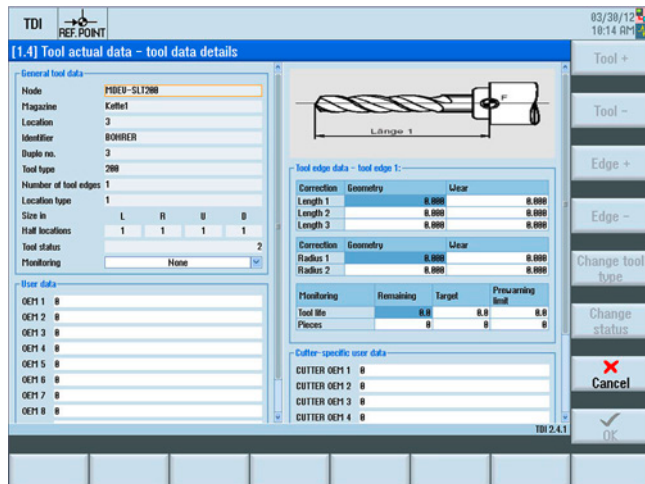 TDI
REF. POINT
03/30/12
10:14 AM
[1.4] Tool actual data - tool data details
General tool data
Node MDEU-SLT200
Magazine Kette1
Location 3
Identifier BOHRER
Duplo no. 3
Tool type 200
Number of tool edges 1
Location type 1
Size in L R U D
Half locations 1 1 1 1
Tool status 2
Monitoring None
User data
OEM 1 0
OEM 2 0
OEM 3 0
OEM 4 0
OEM 5 0
OEM 6 0
OEM 7 0
OEM 8 0
F
Länge 1
Tool edge data - tool edge 1:
Correction Geometry Wear
Length 1 0.000 0.000
Length 2 0.000 0.000
Length 3 0.000 0.000
Correction Geometry Wear
Radius 1 0.000 0.000
Radius 2 0.000 0.000
Monitoring Remaining Target Prewarning limit
Tool life 0.0 0.0 0.0
Pieces 0 0 0
Cutter-specific user data
CUTTER OEM 1 0
CUTTER OEM 2 0
CUTTER OEM 3 0
CUTTER OEM 4 0
TDI 2.4.1
Tool +
Tool -
Edge +
Edge -
Change tool
type
Change
status
Cancel
OK